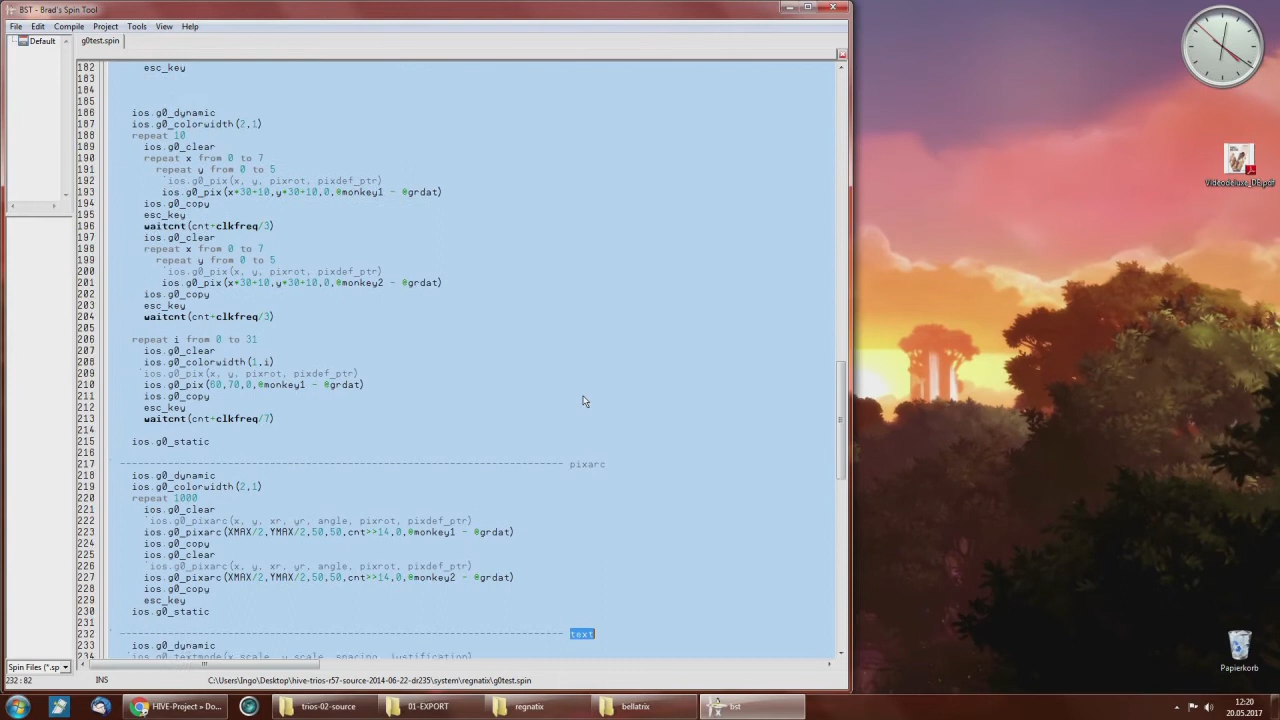 BST - Brad's Spin Tool
File Edit Compile Project Tools View Help
Default
g0test.spin
182 esc_key
183
184
185
186 ios.g0_dynamic
187 ios.g0_colorwidth(2,1)
188 repeat 10
189 ios.g0_clear
190 repeat x from 0 to 7
191 repeat y from 0 to 5
192 'ios.g0_pix(x, y, pixrot, pixdef_ptr)
193 ios.g0_pix(x*30+10,y*30+10,0,@monkey1 - @grdat)
194 ios.g0_copy
195 esc_key
196 waitcnt(cnt+clkfreq/3)
197 ios.g0_clear
198 repeat x from 0 to 7
199 repeat y from 0 to 5
200 'ios.g0_pix(x, y, pixrot, pixdef_ptr)
201 ios.g0_pix(x*30+10,y*30+10,0,@monkey2 - @grdat)
202 ios.g0_copy
203 esc_key
204 waitcnt(cnt+clkfreq/3)
205
206 repeat i from 0 to 31
207 ios.g0_clear
208 ios.g0_colorwidth(1,i)
209 'ios.g0_pix(x, y, pixrot, pixdef_ptr)
210 ios.g0_pix(60,70,0,@monkey1 - @grdat)
211 ios.g0_copy
212 esc_key
213 waitcnt(cnt+clkfreq/7)
214
215 ios.g0_static
216
217 ' -------------------------------------------------------------------------- pixarc
218 ios.g0_dynamic
219 ios.g0_colorwidth(2,1)
220 repeat 1000
221 ios.g0_clear
222 'ios.g0_pixarc(x, y, xr, yr, angle, pixrot, pixdef_ptr)
223 ios.g0_pixarc(XMAX/2,YMAX/2,50,50,cnt>>14,0,@monkey1 - @grdat)
224 ios.g0_copy
225 ios.g0_clear
226 'ios.g0_pixarc(x, y, xr, yr, angle, pixrot, pixdef_ptr)
227 ios.g0_pixarc(XMAX/2,YMAX/2,50,50,cnt>>14,0,@monkey2 - @grdat)
228 ios.g0_copy
229 esc_key
230 ios.g0_static
231
232 ' -------------------------------------------------------------------------- text
233 ios.g0_dynamic
234 'ios.g0_textmode(x_scale, y_scale, spacing, justification)
Spin Files (*.sp
232 : 82 INS C:\Users\Ingo\Desktop\hive-trios-r57-source-2014-06-22-dr235\system\regnatix\g0test.spin
HIVE-Project » Do...
trios-02-source
01-EXPORT
regnatix
bellatrix
bst
12:20
20.05.2017
Papierkorb